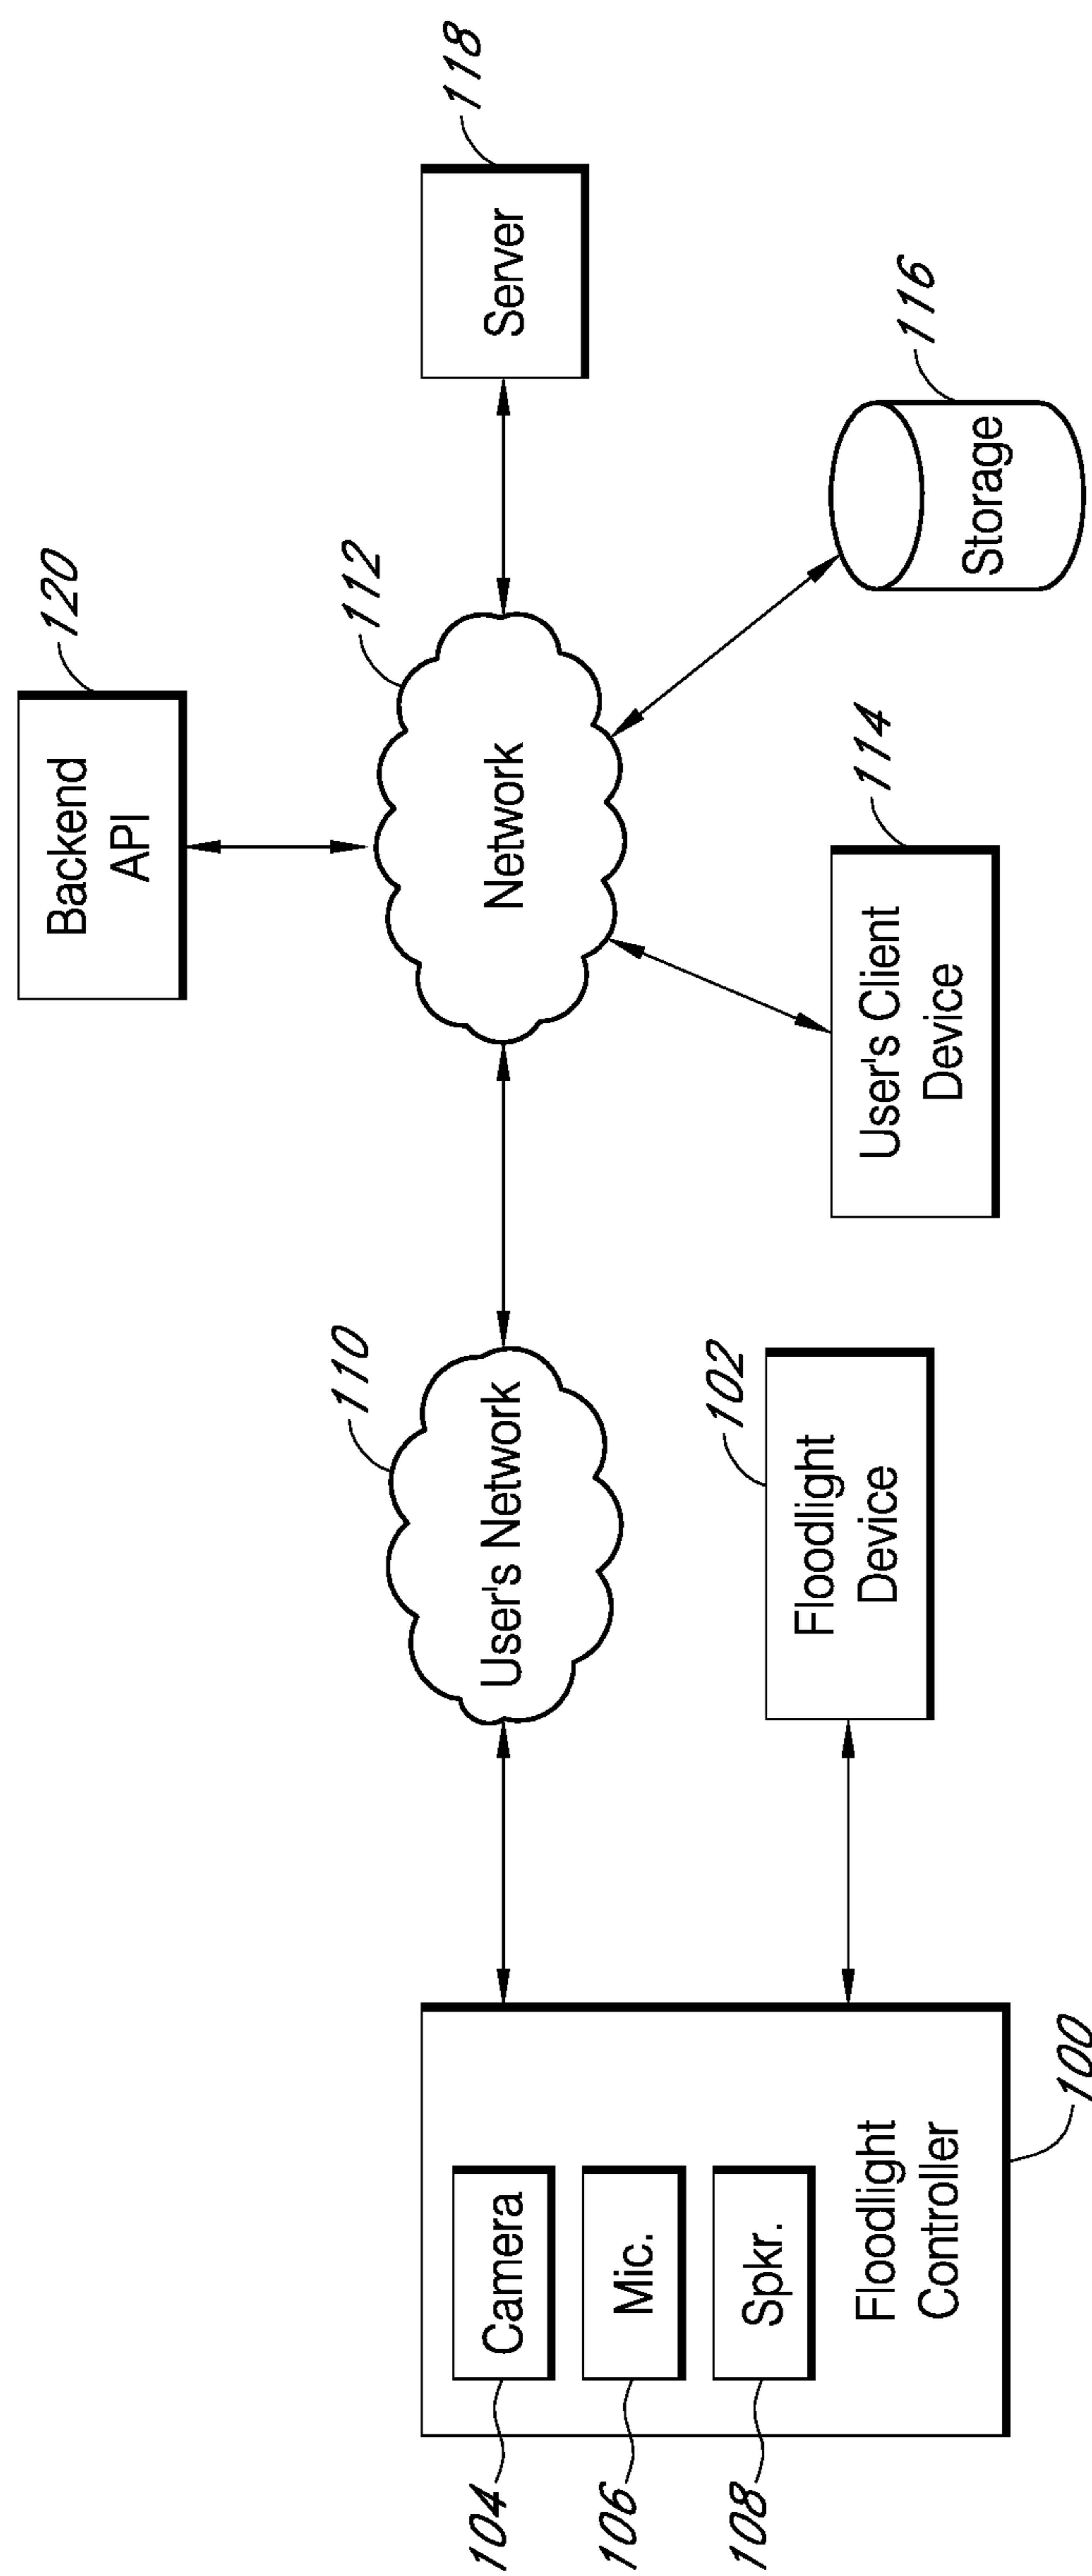 120
Backend
API
118
Server
112
Network
110
User's Network
116
Storage
114
User's Client
Device
102
Floodlight
Device
104
Camera
106
Mic.
108
Spkr.
Floodlight
Controller
100